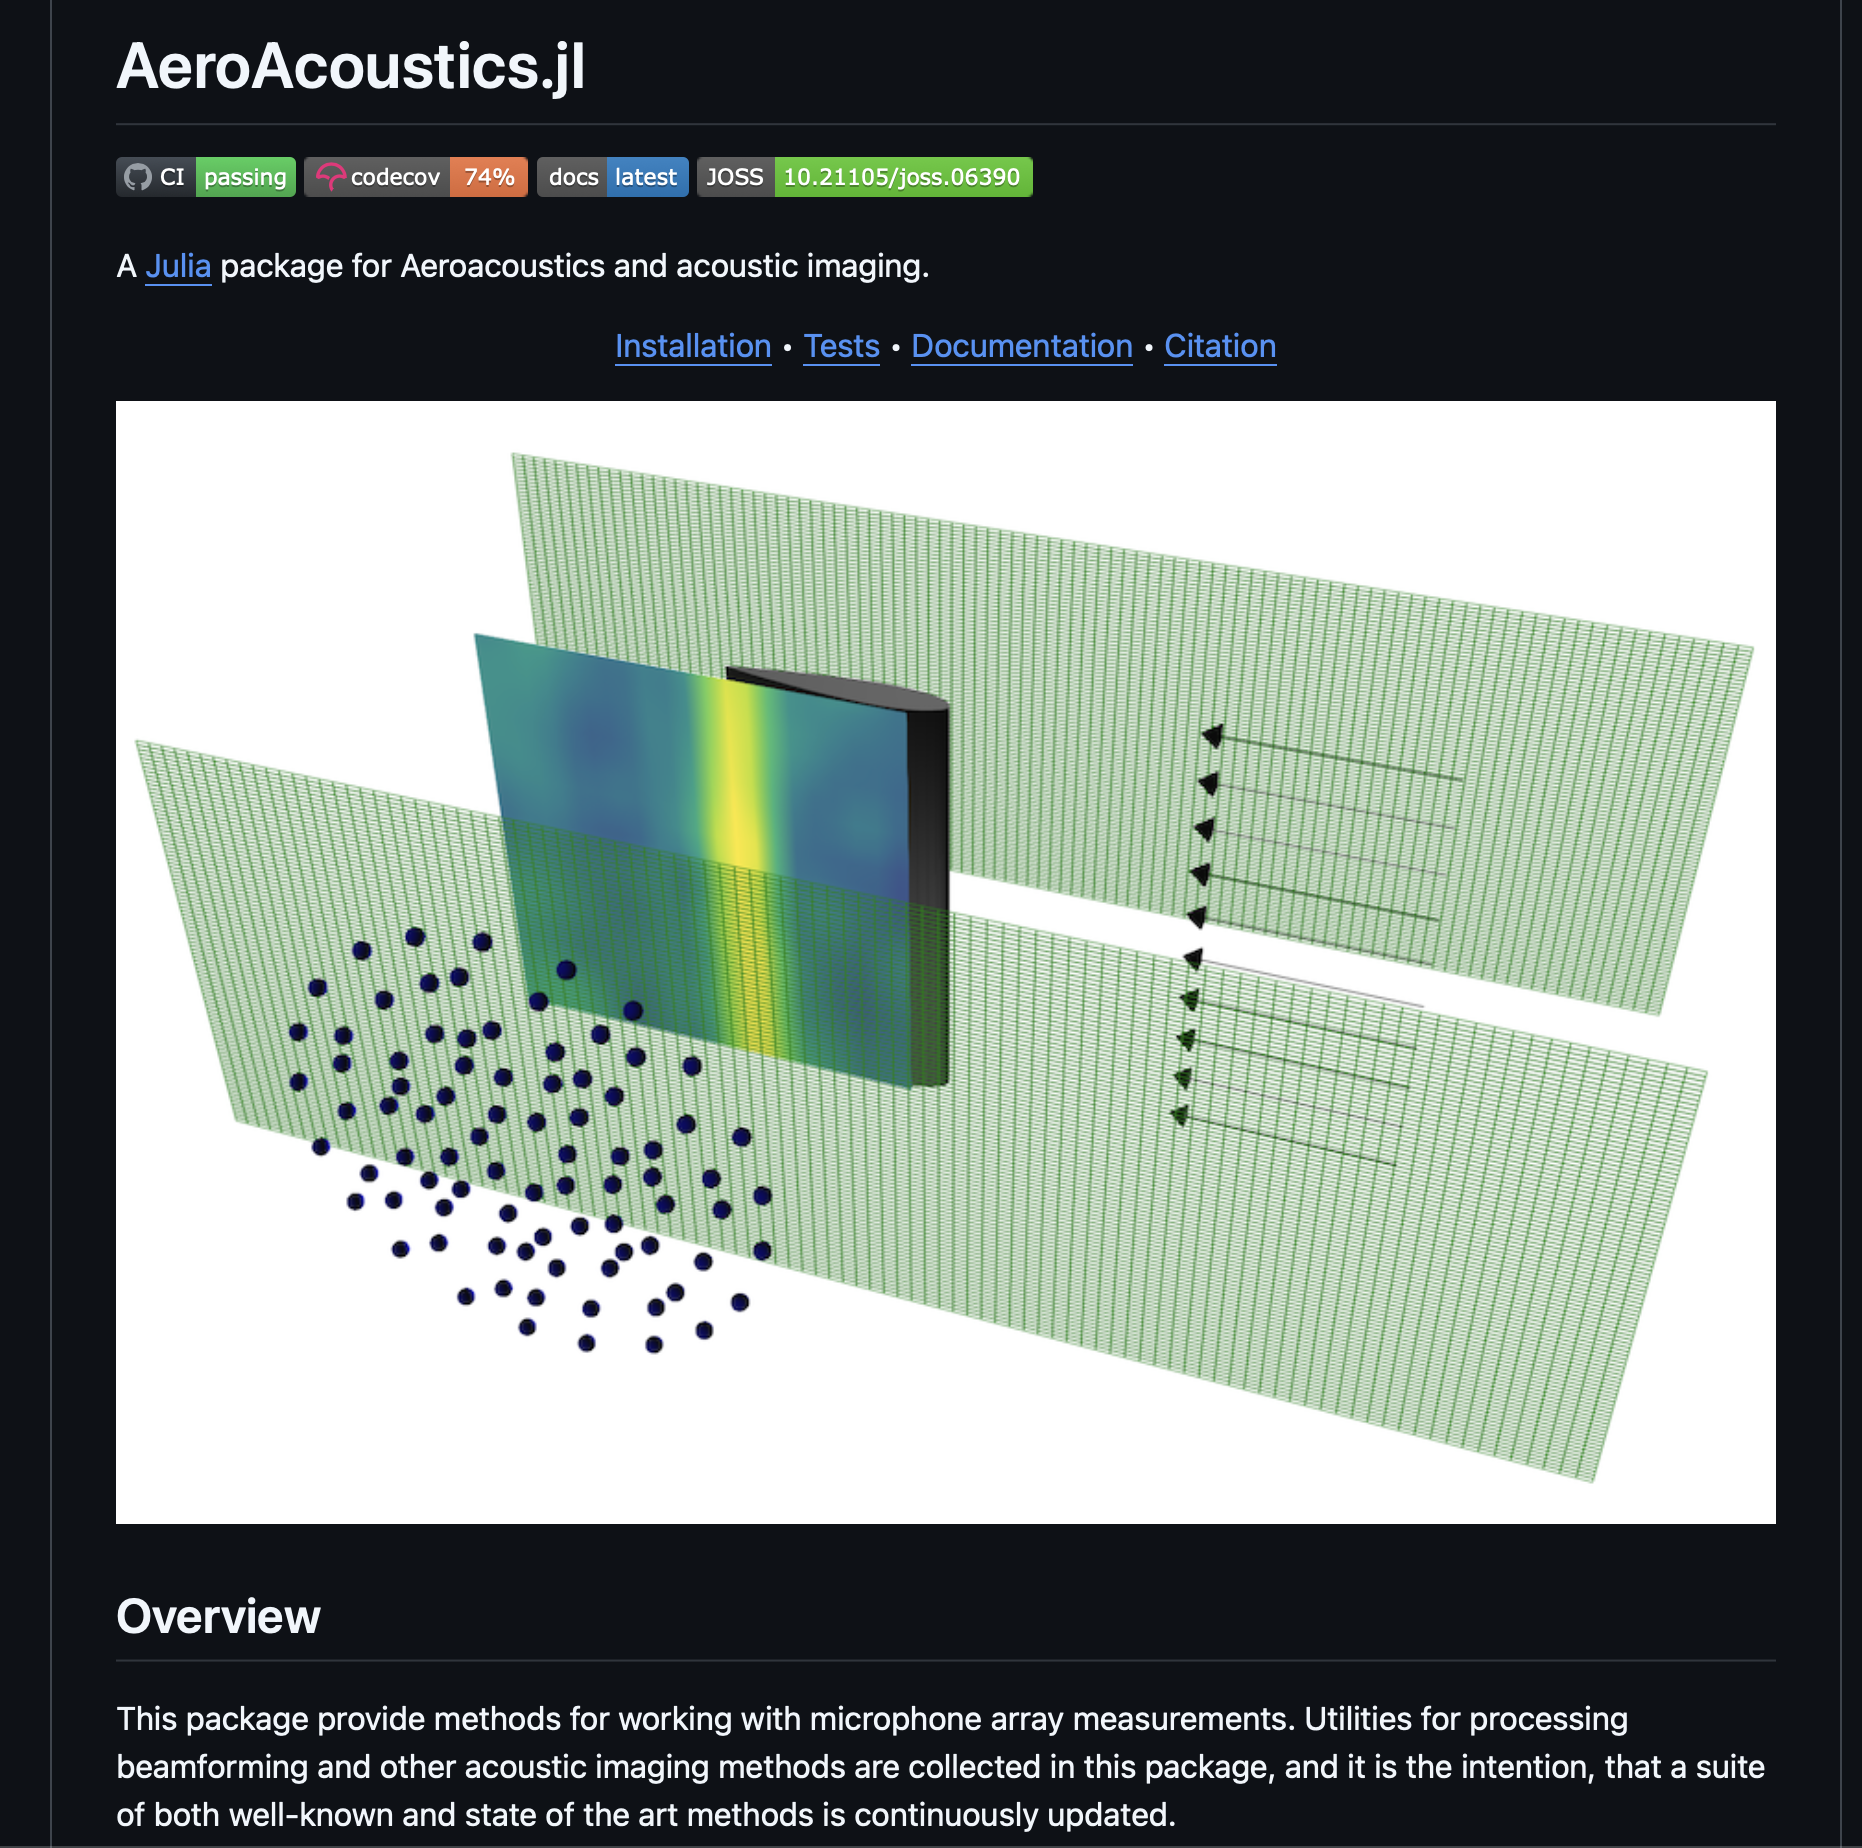 AeroAcoustics.jl
CI passing codecov 74% docs latest JOSS 10.21105/joss.06390
A Julia package for Aeroacoustics and acoustic imaging.
Installation • Tests • Documentation • Citation
Overview
This package provide methods for working with microphone array measurements. Utilities for processing
beamforming and other acoustic imaging methods are collected in this package, and it is the intention, that a suite
of both well-known and state of the art methods is continuously updated.